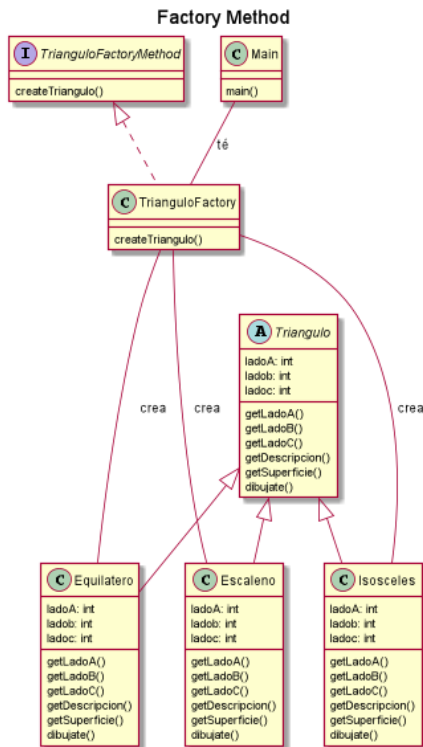 Factory Method
I TrianguloFactoryMethod
createTriangulo()
C Main
main()
té
C TrianguloFactory
createTriangulo()
crea
crea
crea
A Triangulo
ladoA: int
ladob: int
ladoc: int
getLadoA()
getLadoB()
getLadoC()
getDescripcion()
getSuperficie()
dibujate()
C Equilatero
ladoA: int
ladob: int
ladoc: int
getLadoA()
getLadoB()
getLadoC()
getDescripcion()
getSuperficie()
dibujate()
C Escaleno
ladoA: int
ladob: int
ladoc: int
getLadoA()
getLadoB()
getLadoC()
getDescripcion()
getSuperficie()
dibujate()
C Isosceles
ladoA: int
ladob: int
ladoc: int
getLadoA()
getLadoB()
getLadoC()
getDescripcion()
getSuperficie()
dibujate()